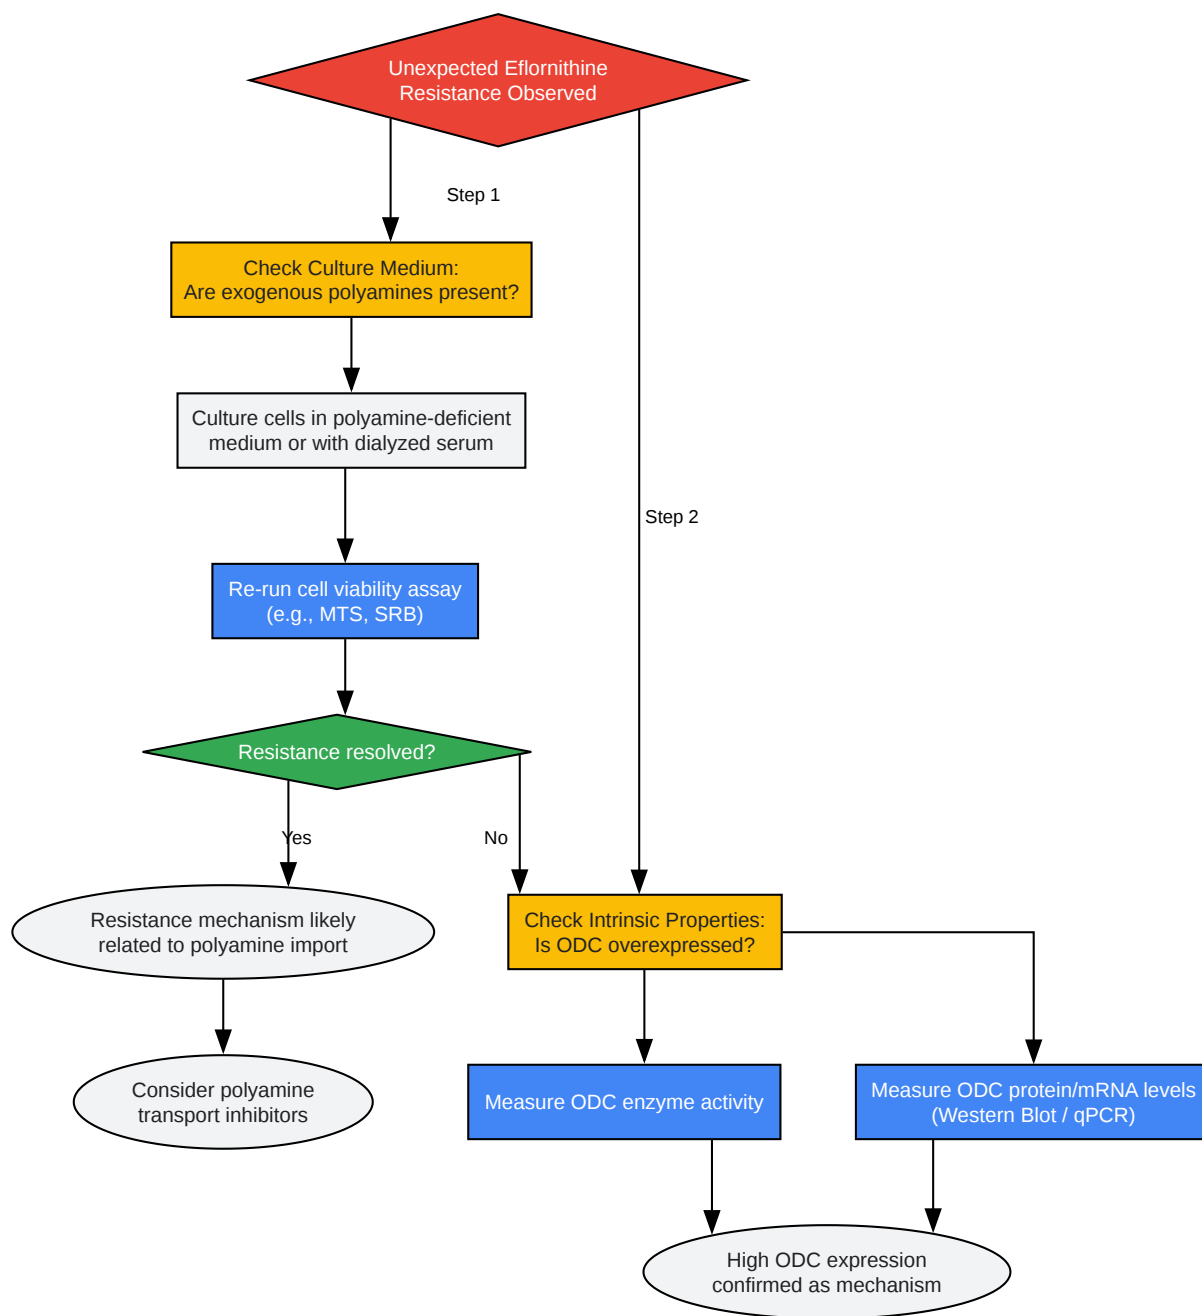 Unexpected Eflornithine
Resistance Observed
Step 1
Check Culture Medium:
Are exogenous polyamines present?
Culture cells in polyamine-deficient
medium or with dialyzed serum
Step 2
Re-run cell viability assay
(e.g., MTS, SRB)
Resistance resolved?
Yes
No
Resistance mechanism likely
related to polyamine import
Check Intrinsic Properties:
Is ODC overexpressed?
Consider polyamine
transport inhibitors
Measure ODC enzyme activity
Measure ODC protein/mRNA levels
(Western Blot / qPCR)
High ODC expression
confirmed as mechanism